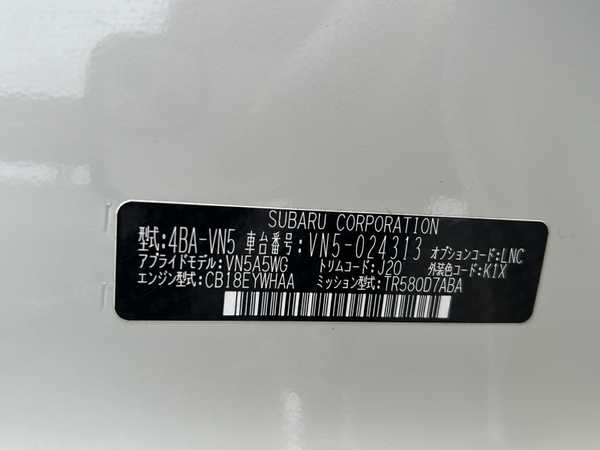 SUBARU CORPORATION
型式:4BA-VN5 車台番号:VN5-024313 オプションコード:LNC
アプライドモデル:VN5A5WG トリムコード:J20 外装色コード:K1X
エンジン型式:CB18EYWHAA ミッション型式:TR580D7ABA